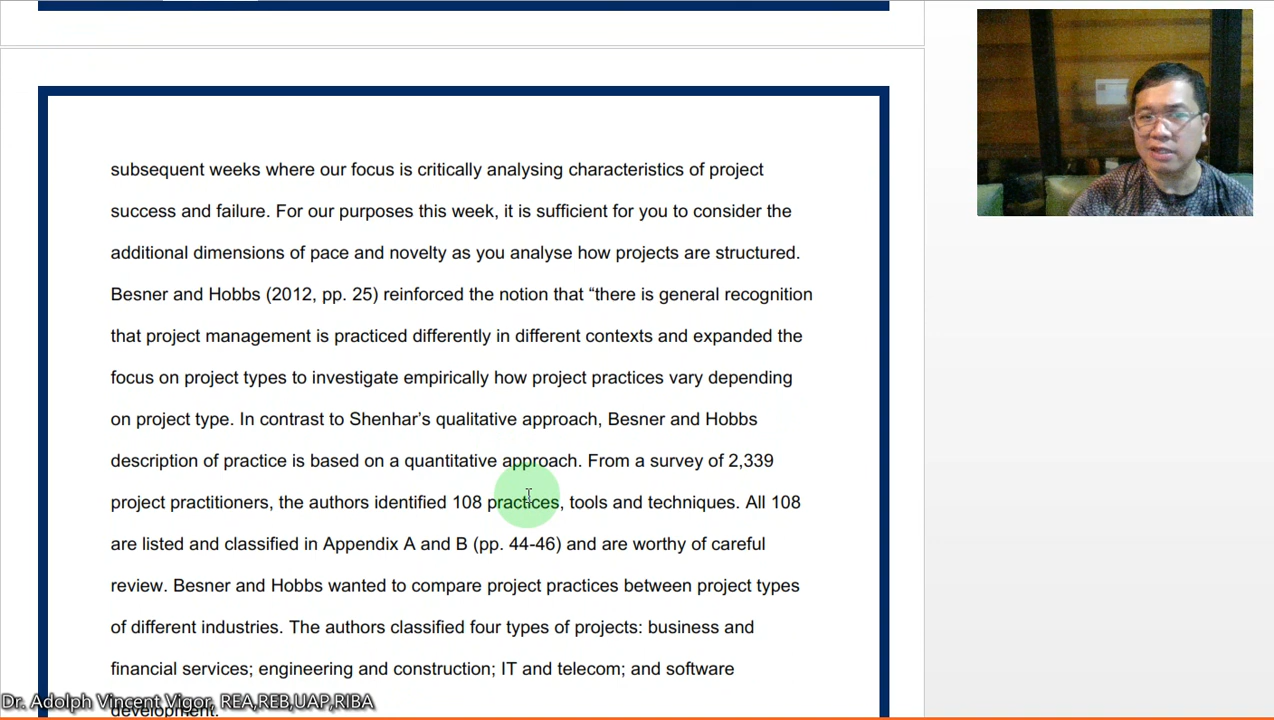 subsequent weeks where our focus is critically analysing characteristics of project
success and failure. For our purposes this week, it is sufficient for you to consider the
additional dimensions of pace and novelty as you analyse how projects are structured.
Besner and Hobbs (2012, pp. 25) reinforced the notion that “there is general recognition
that project management is practiced differently in different contexts and expanded the
focus on project types to investigate empirically how project practices vary depending
on project type. In contrast to Shenhar’s qualitative approach, Besner and Hobbs
description of practice is based on a quantitative approach. From a survey of 2,339
project practitioners, the authors identified 108 practices, tools and techniques. All 108
are listed and classified in Appendix A and B (pp. 44-46) and are worthy of careful
review. Besner and Hobbs wanted to compare project practices between project types
of different industries. The authors classified four types of projects: business and
financial services; engineering and construction; IT and telecom; and software
Dr. Adolph Vincent Vigor, REA,REB,UAP,RIBA
development.